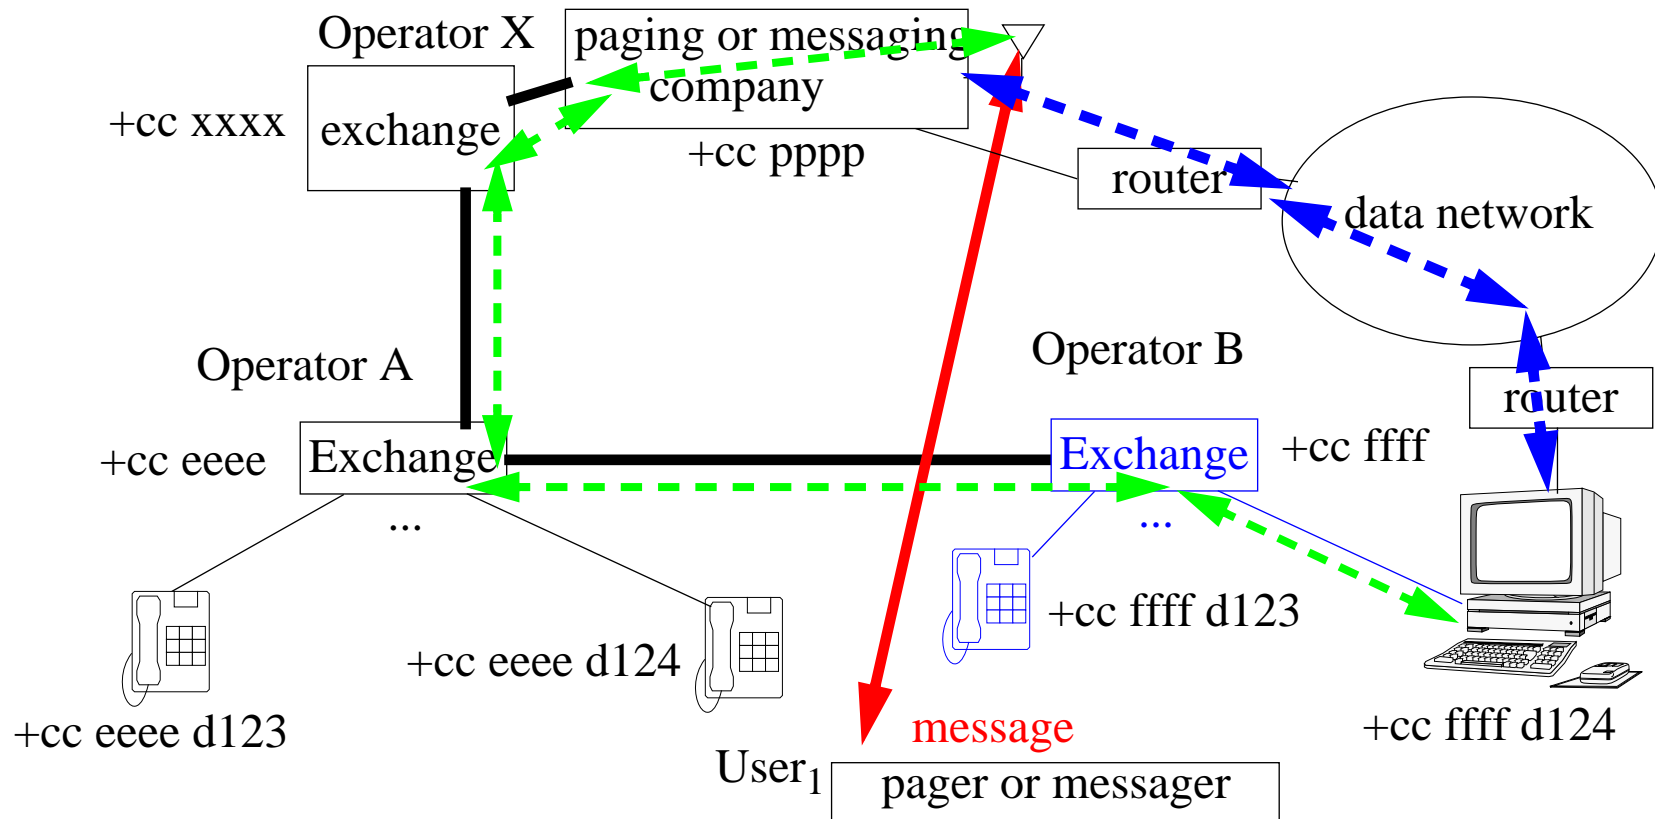 Operator X
paging or messaging
company
+cc xxxx
exchange
+cc pppp
router
data network
Operator A
Operator B
router
+cc eeee
Exchange
Exchange
+cc ffff
...
...
+cc ffff d123
+cc eeee d124
+cc eeee d123
+cc ffff d124
message
User1
pager or messager